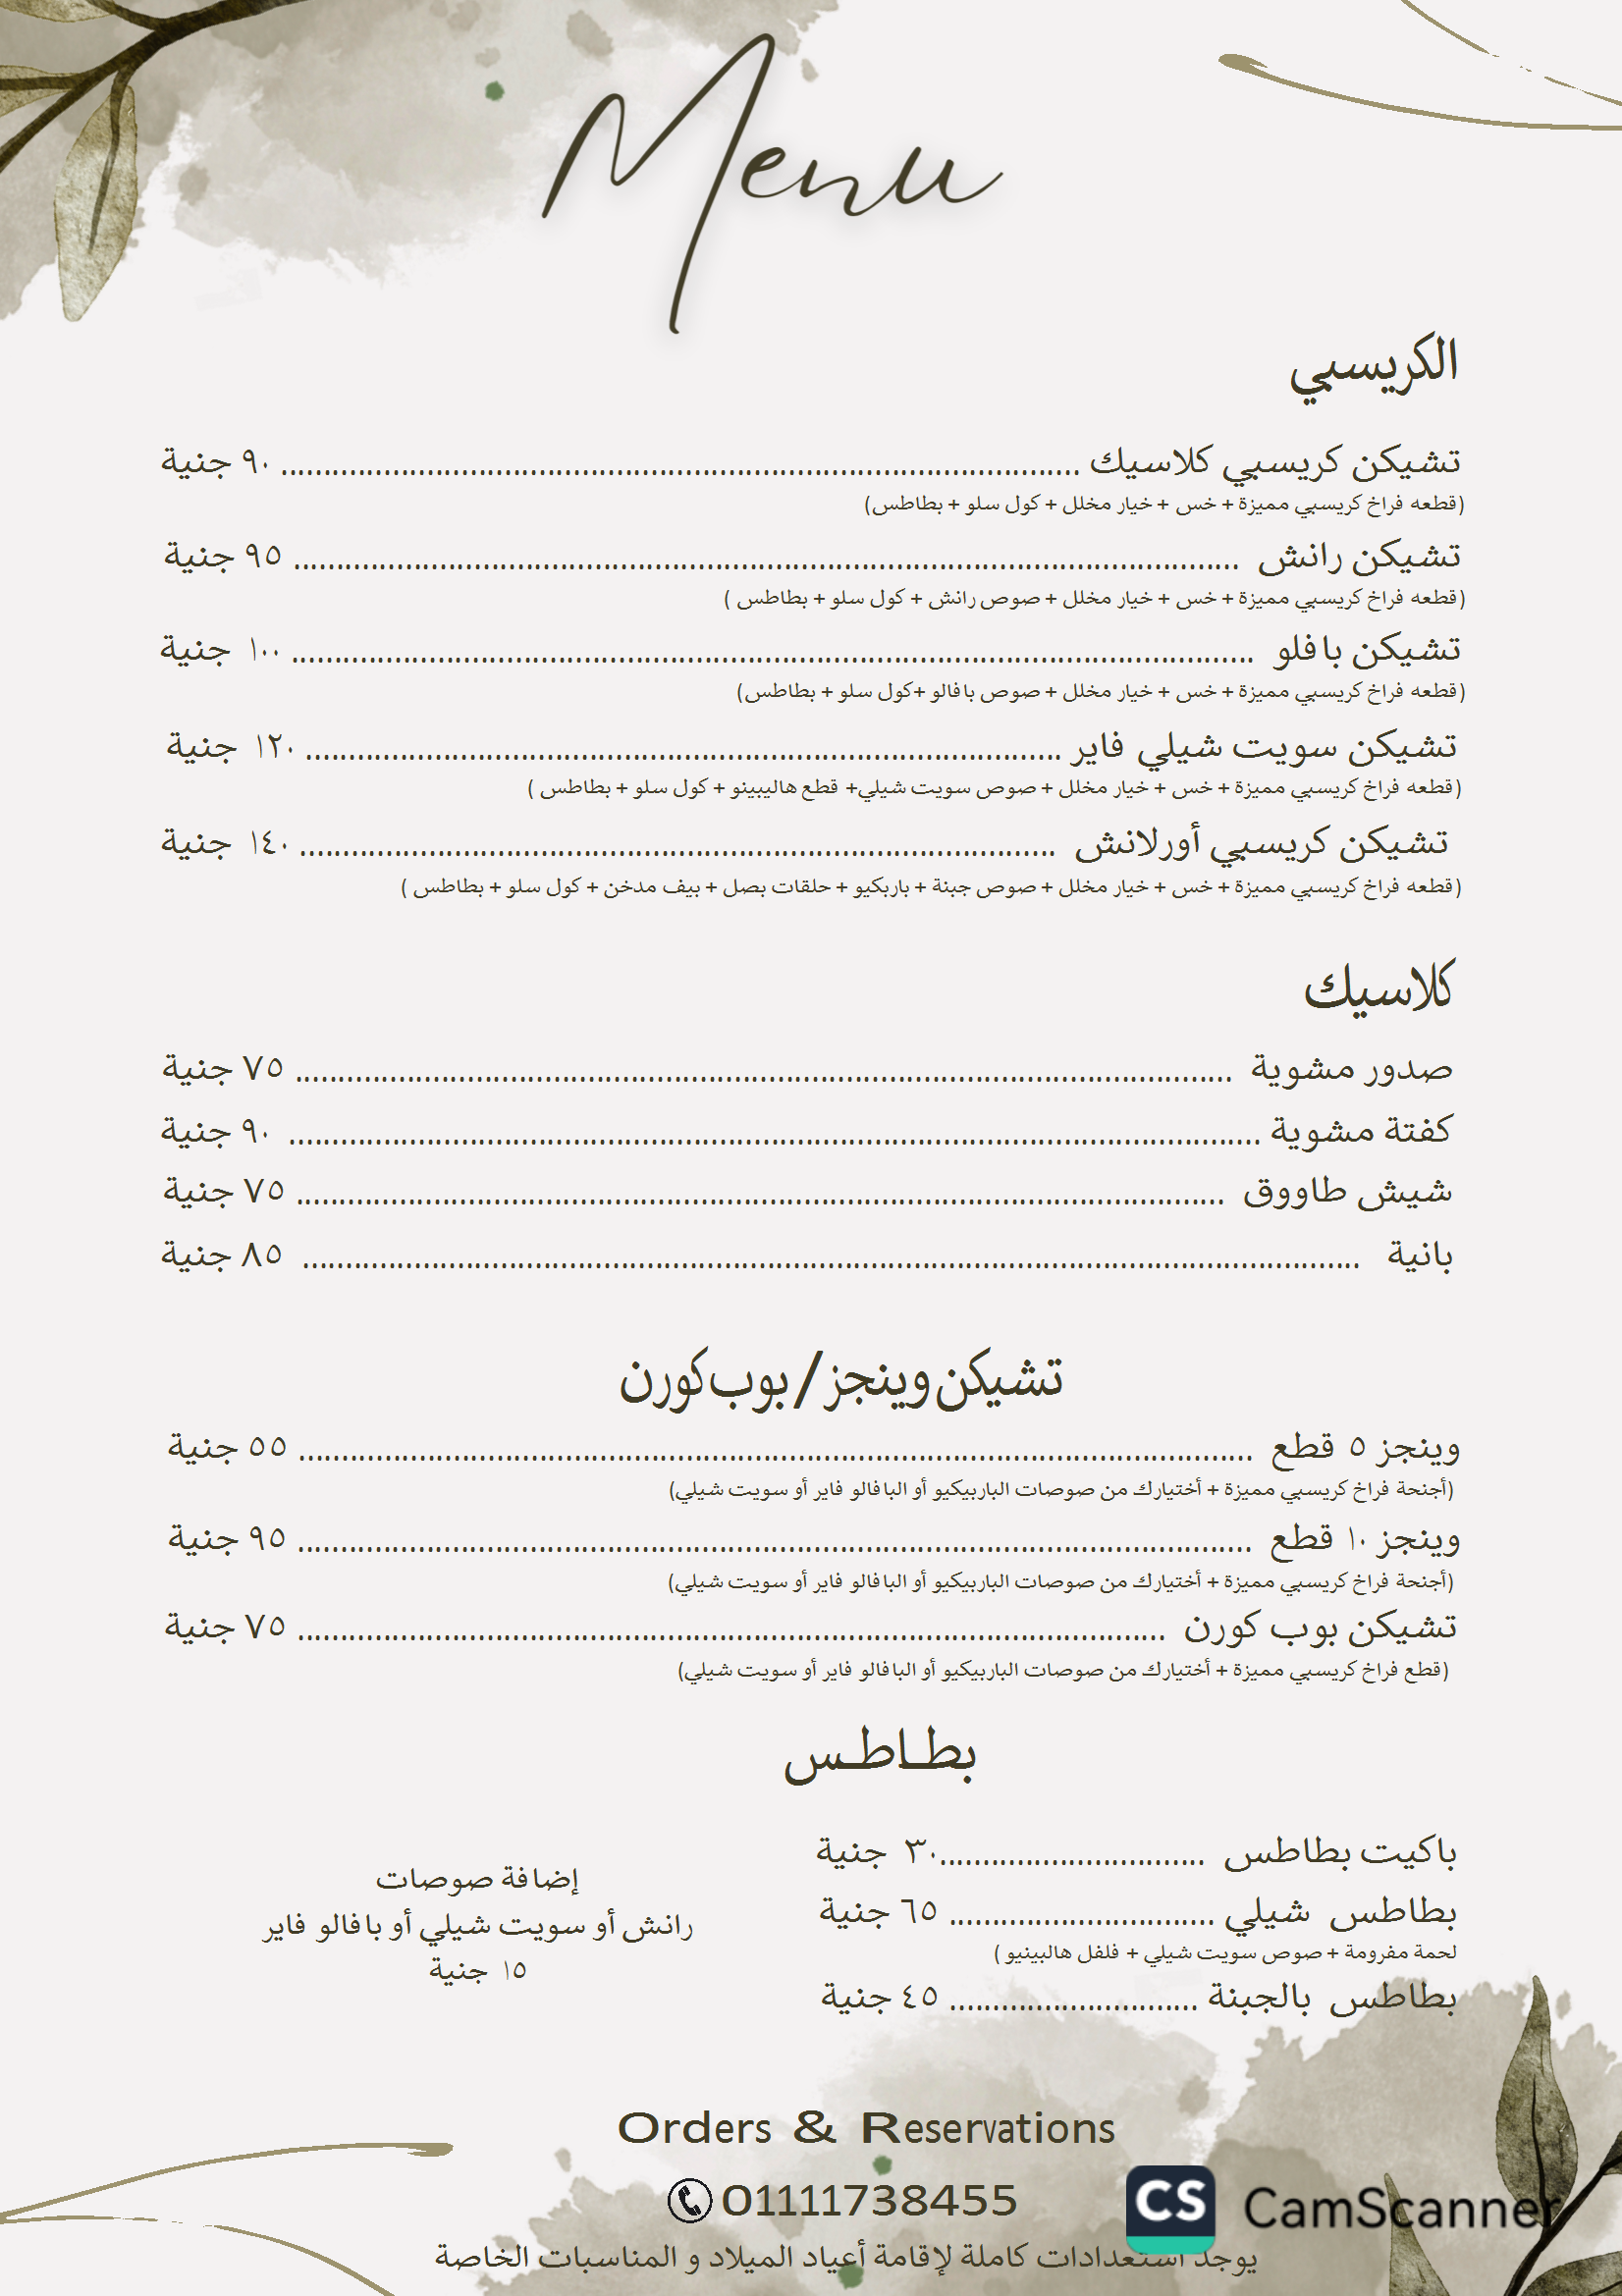 Menu
الكريسبي
تشيكن كريسبي كلاسيك ........ ٩٠ جنية
(قطعه فراخ كريسبي مميزة + خس + خيار مخلل + كول سلو + بطاطس)
تشيكن رانش ........ ٩٥ جنية
(قطعه فراخ كريسبي مميزة + خس + خيار مخلل + صوص رانش + كول سلو + بطاطس )
تشيكن بافلو ........ ١٠٠ جنية
(قطعه فراخ كريسبي مميزة + خس + خيار مخلل + صوص بافالو +كول سلو + بطاطس)
تشيكن سويت شيلي فاير ........ ١٢٠ جنية
(قطعه فراخ كريسبي مميزة + خس + خيار مخلل + صوص سويت شيلي+ قطع هاليبينو + كول سلو + بطاطس )
تشيكن كريسبي أورلانش ........ ١٤٠ جنية
(قطعه فراخ كريسبي مميزة + خس + خيار مخلل + صوص جبنة + باربكيو + حلقات بصل + بيف مدخن + كول سلو + بطاطس )
كلاسيك
صدور مشوية ........ ٧٥ جنية
كفتة مشوية ........ ٩٠ جنية
شيش طاووق ........ ٧٥ جنية
بانية ........ ٨٥ جنية
تشيكن وينجز / بوب كورن
وينجز ٥ قطع ........ ٥٥ جنية
(أجنحة فراخ كريسبي مميزة + أختيارك من صوصات الباربيكيو أو البافالو فاير أو سويت شيلي)
وينجز ١٠ قطع ........ ٩٥ جنية
(أجنحة فراخ كريسبي مميزة + أختيارك من صوصات الباربيكيو أو البافالو فاير أو سويت شيلي)
تشيكن بوب كورن ........ ٧٥ جنية
(قطع فراخ كريسبي مميزة + أختيارك من صوصات الباربيكيو أو البافالو فاير أو سويت شيلي)
بطـاطـس
باكيت بطاطس ........ ٣٠ جنية
بطاطس شيلي ........ ٦٥ جنية
لحمة مفرومة + صوص سويت شيلي + فلفل هالبينيو )
بطاطس بالجبنة ........ ٤٥ جنية
إضافة صوصات
رانش أو سويت شيلي أو بافالو فاير
١٥ جنية
Orders & Reservations
01111738455
يوجد استعدادات كاملة لإقامة أعياد الميلاد و المناسبات الخاصة
CS CamScanner